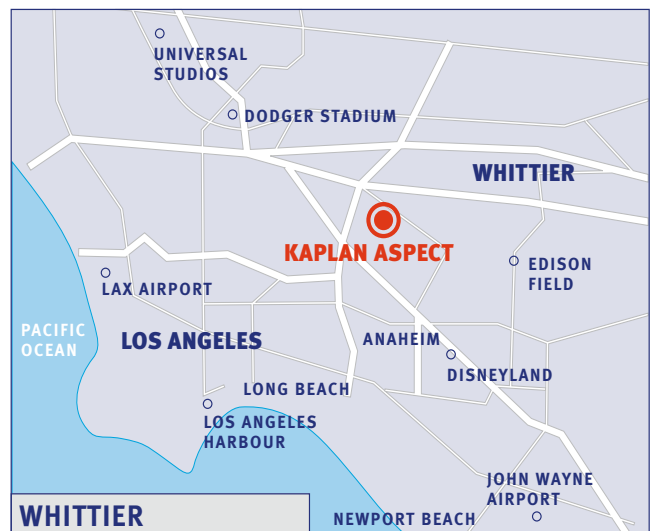 UNIVERSAL
STUDIOS
DODGER STADIUM
WHITTIER
KAPLAN ASPECT
EDISON
FIELD
LAX AIRPORT
PACIFIC
OCEAN
LOS ANGELES
ANAHEIM
DISNEYLAND
LONG BEACH
LOS ANGELES
HARBOUR
JOHN WAYNE
AIRPORT
WHITTIER
NEWPORT BEACH